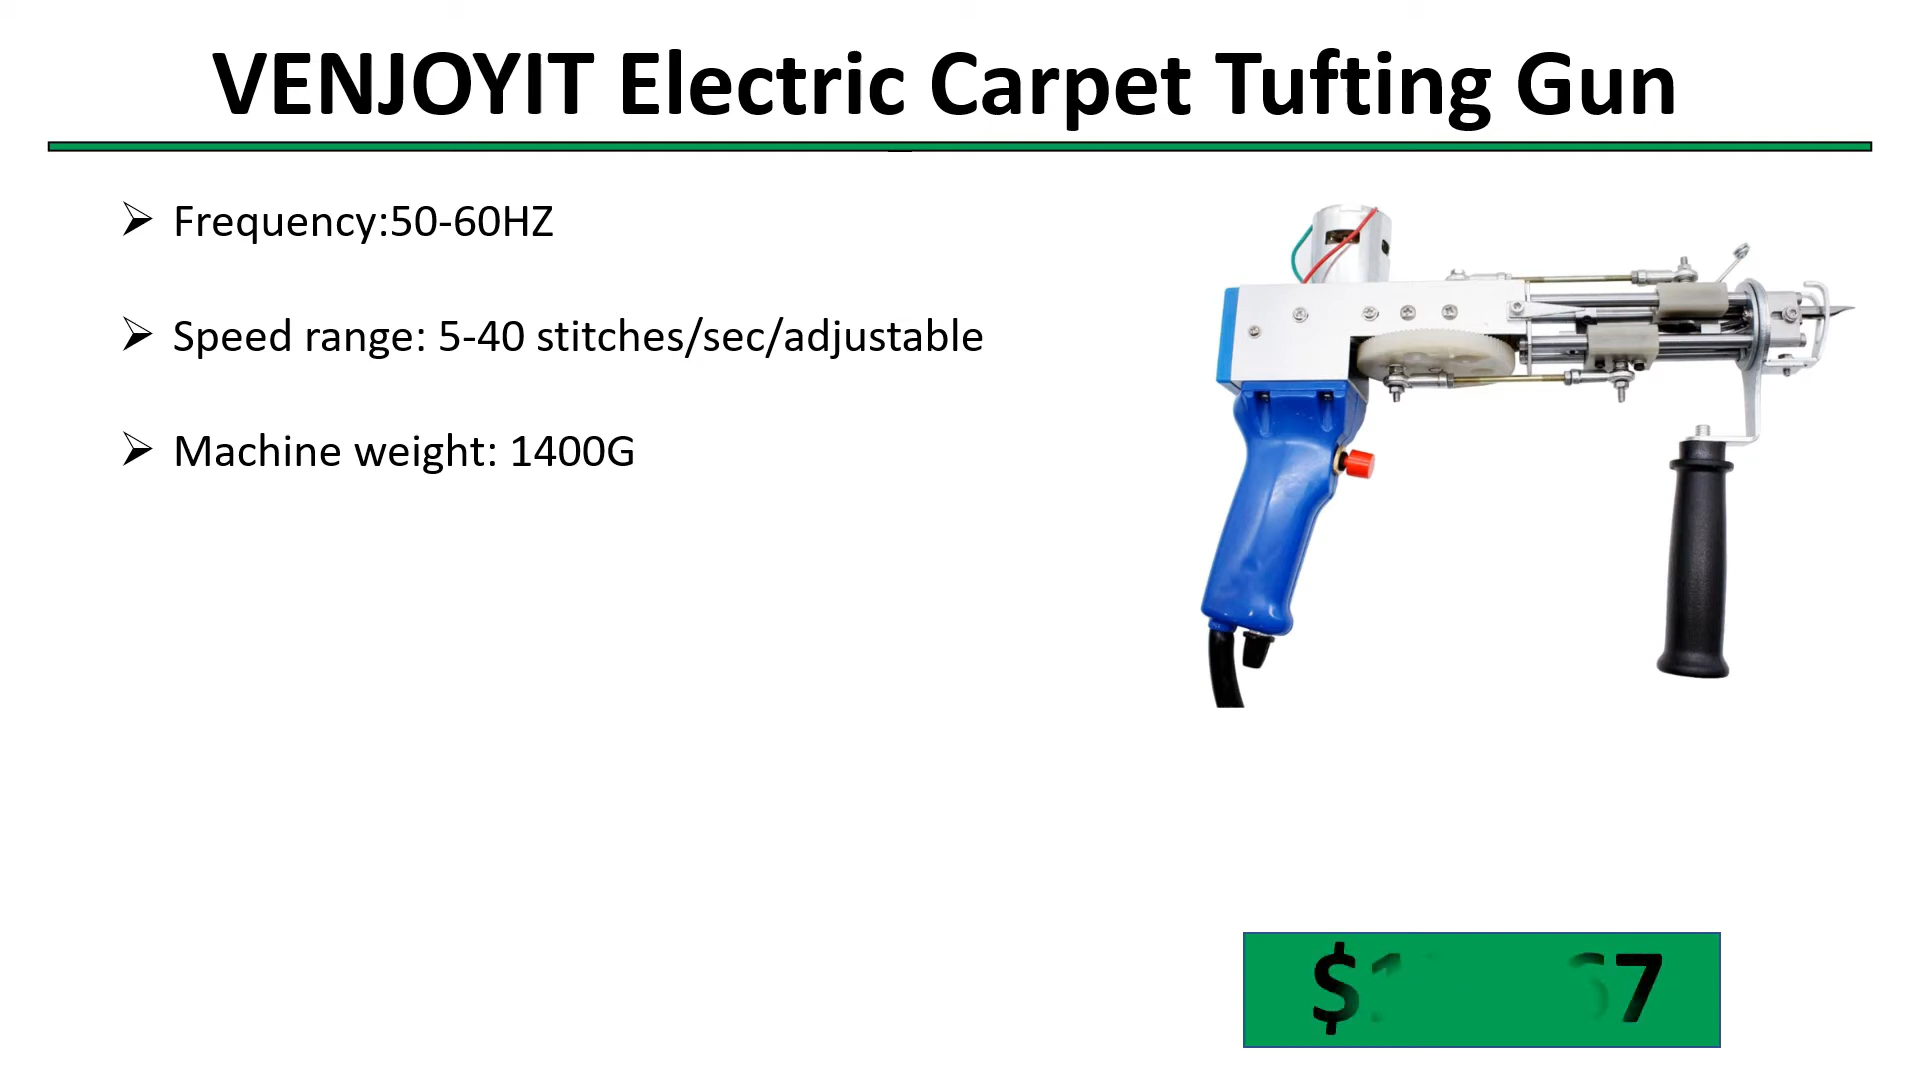 VENJOYIT Electric Carpet Tufting Gun
Frequency:50-60HZ
Speed range: 5-40 stitches/sec/adjustable
Machine weight: 1400G